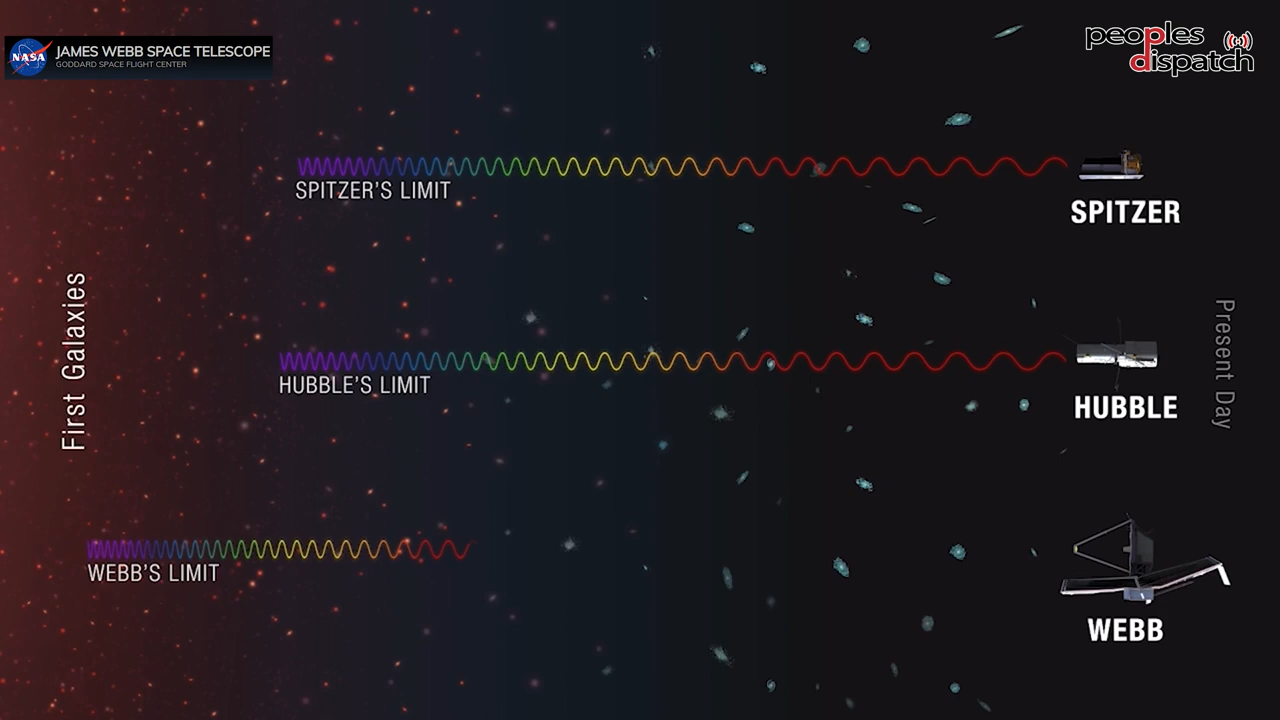 NASA
JAMES WEBB SPACE TELESCOPE
GODDARD SPACE FLIGHT CENTER
peoples
dispatch
SPITZER'S LIMIT
SPITZER
First Galaxies
Present Day
HUBBLE'S LIMIT
HUBBLE
WEBB'S LIMIT
WEBB